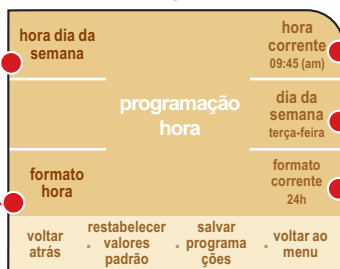 hora dia da
semana
hora
corrente
09:45 (am)
programação
hora
dia da
semana
terça-feira
formato
hora
formato
corrente
24h
voltar
atrás
restabelecer
valores
padrão
salvar
programa
ções
voltar ao
menu